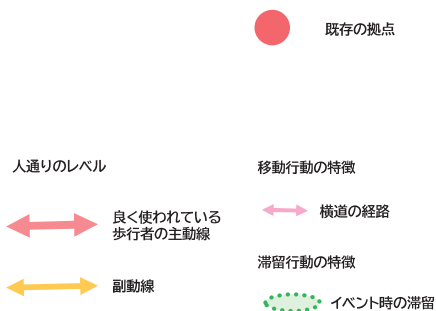 既存の拠点
人通りのレベル
良く使われている
歩行者の主動線
副動線
移動行動の特徴
横道の経路
滞留行動の特徴
イベント時の滞留